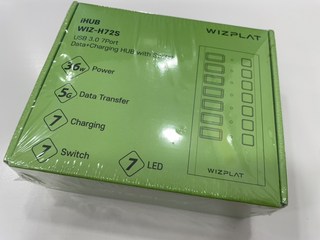 iHUB
WIZ-H72S
USB 3.0 7Port
Data+Charging HUB with
WIZPLAT
36W Power
5G Data Transfer
7 Charging
7 Switch
7 LED
WIZPLAT